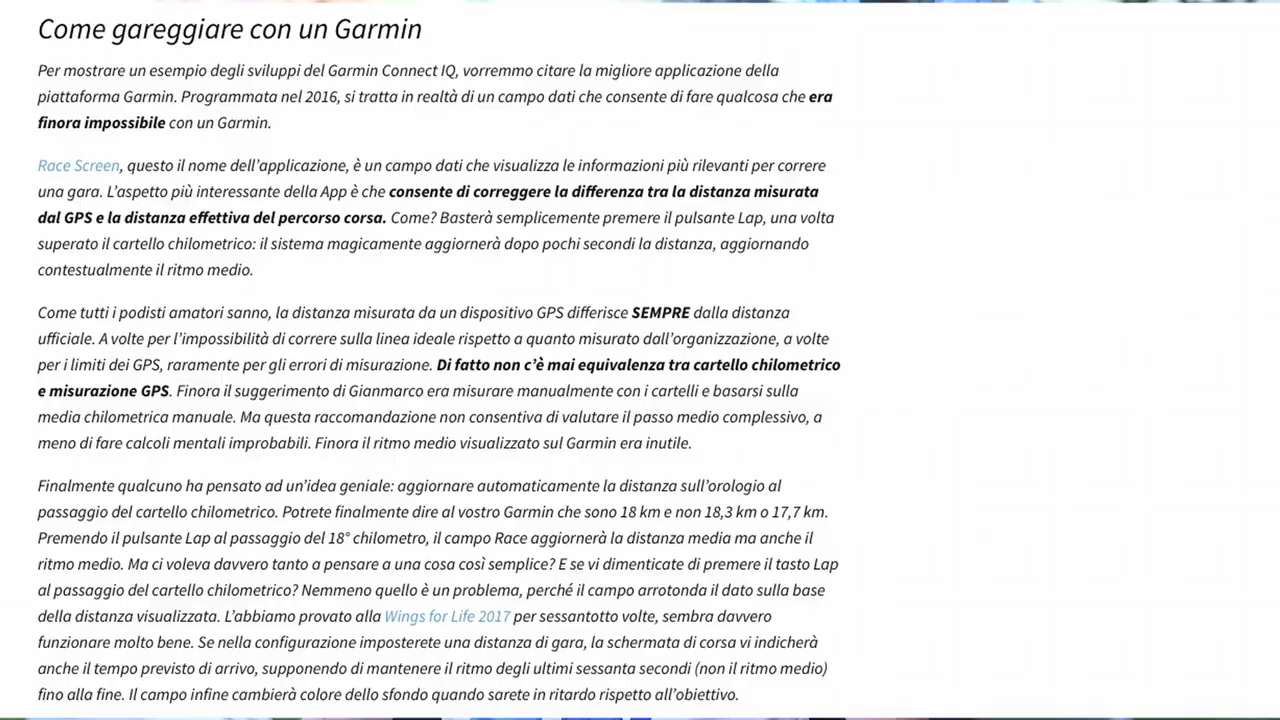 Come gareggiare con un Garmin
Per mostrare un esempio degli sviluppi del Garmin Connect IQ, vorremmo citare la migliore applicazione della
piattaforma Garmin. Programmata nel 2016, si tratta in realtà di un campo dati che consente di fare qualcosa che era
finora impossibile con un Garmin.
Race Screen, questo il nome dell'applicazione, è un campo dati che visualizza le informazioni più rilevanti per correre
una gara. L'aspetto più interessante della App è che consente di correggere la differenza tra la distanza misurata
dal GPS e la distanza effettiva del percorso corsa. Come? Basterà semplicemente premere il pulsante Lap, una volta
superato il cartello chilometrico: il sistema magicamente aggiornerà dopo pochi secondi la distanza, aggiornando
contestualmente il ritmo medio.
Come tutti i podisti amatori sanno, la distanza misurata da un dispositivo GPS differisce SEMPRE dalla distanza
ufficiale. A volte per l'impossibilità di correre sulla linea ideale rispetto a quanto misurato dall'organizzazione, a volte
per i limiti dei GPS, raramente per gli errori di misurazione. Di fatto non c'è mai equivalenza tra cartello chilometrico
e misurazione GPS. Finora il suggerimento di Gianmarco era misurare manualmente con i cartelli e basarsi sulla
media chilometrica manuale. Ma questa raccomandazione non consentiva di valutare il passo medio complessivo, a
meno di fare calcoli mentali improbabili. Finora il ritmo medio visualizzato sul Garmin era inutile.
Finalmente qualcuno ha pensato ad un'idea geniale: aggiornare automaticamente la distanza sull'orologio al
passaggio del cartello chilometrico. Potrete finalmente dire al vostro Garmin che sono 18 km e non 18,3 km o 17,7 km.
Premendo il pulsante Lap al passaggio del 18° chilometro, il campo Race aggiornerà la distanza media ma anche il
ritmo medio. Ma ci voleva davvero tanto a pensare a una cosa così semplice? E se vi dimenticate di premere il tasto Lap
al passaggio del cartello chilometrico? Nemmeno quello è un problema, perché il campo arrotonda il dato sulla base
della distanza visualizzata. L'abbiamo provato alla Wings for Life 2017 per sessantotto volte, sembra davvero
funzionare molto bene. Se nella configurazione imposterete una distanza di gara, la schermata di corsa vi indicherà
anche il tempo previsto di arrivo, supponendo di mantenere il ritmo degli ultimi sessanta secondi (non il ritmo medio)
fino alla fine. Il campo infine cambierà colore dello sfondo quando sarete in ritardo rispetto all'obiettivo.